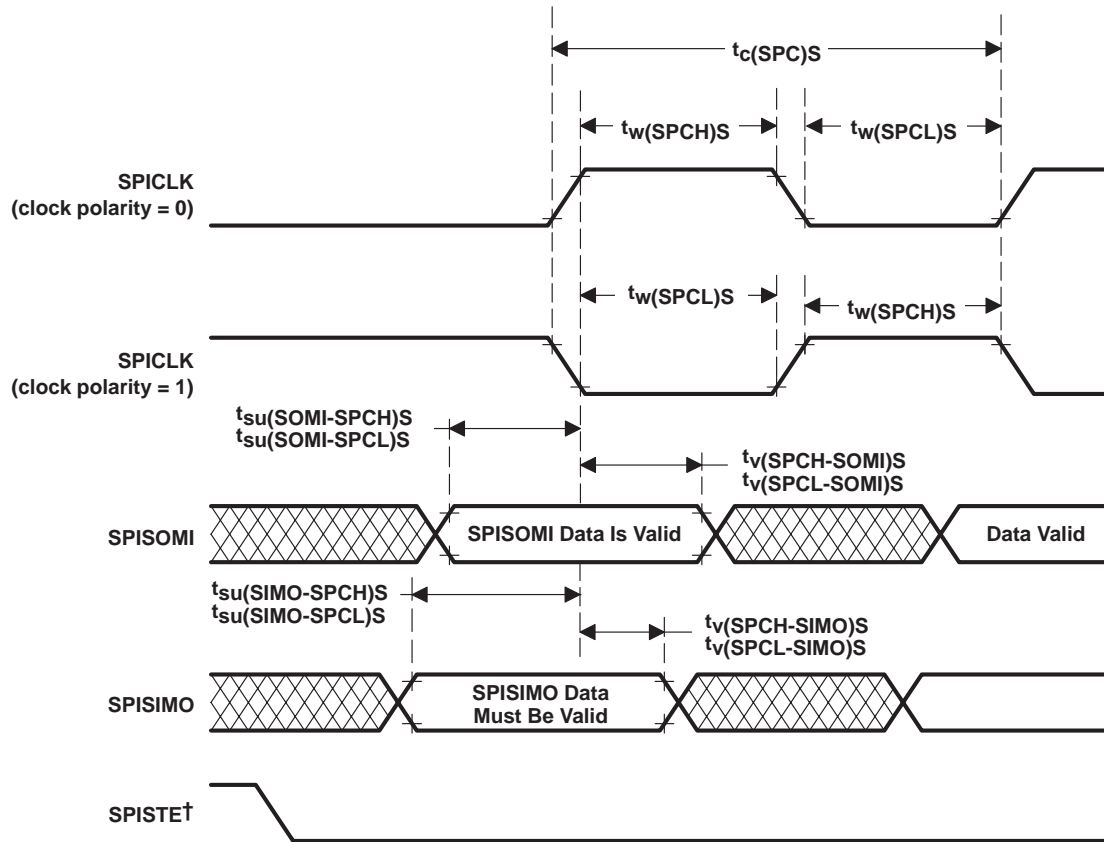 tc(SPC)S
tw(SPCH)S
tw(SPCL)S
SPICLK
(clock polarity = 0)
tw(SPCL)S
tw(SPCH)S
SPICLK
(clock polarity = 1)
tsu(SOMI-SPCH)S
tsu(SOMI-SPCL)S
tv(SPCH-SOMI)S
tv(SPCL-SOMI)S
SPISOMI
SPISOMI Data Is Valid
Data Valid
tsu(SIMO-SPCH)S
tsu(SIMO-SPCL)S
tv(SPCH-SIMO)S
tv(SPCL-SIMO)S
SPISIMO
SPISIMO Data
Must Be Valid
SPISTE†